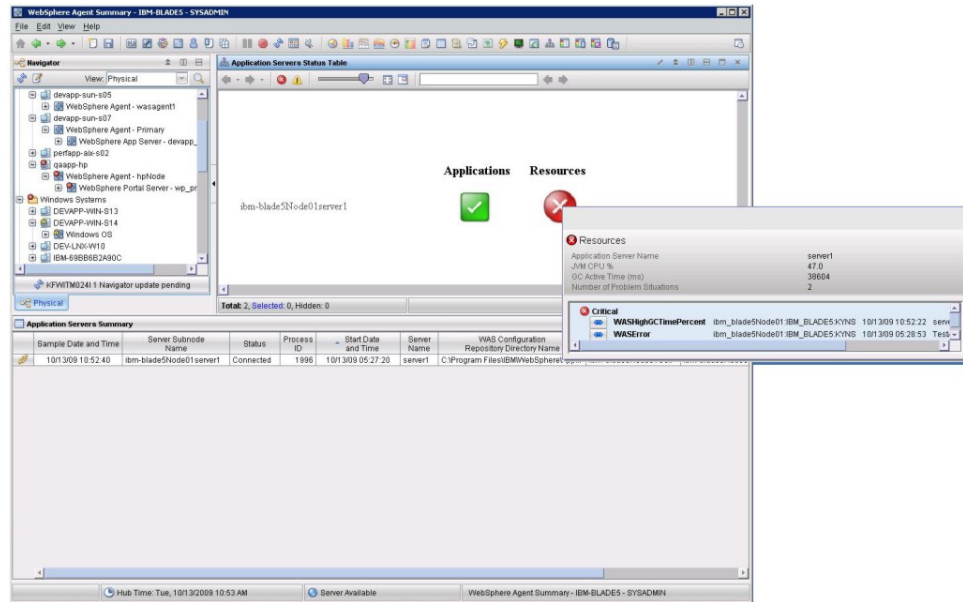 WebSphere Agent Summary - IBM-BLADE5 - SYSADMIN
File Edit View Help
Navigator
View: Physical
devapp-sun-s05
WebSphere Agent - wasagent1
devapp-sun-s07
WebSphere Agent - Primary
WebSphere App Server - devapp_
perfapp-aix-s02
qaapp-hp
WebSphere Agent - hpNode
WebSphere Portal Server - wp_pr
Windows Systems
DEVAPP-WIN-S13
DEVAPP-WIN-S14
Windows OS
DEV-LNX-W10
IBM-69BB6B2A90C
KFWITM024I 1 Navigator update pending
Physical
Application Servers Status Table
Applications Resources
ibm-blade5Node01server1
Total: 2, Selected: 0, Hidden: 0
Resources
Application Server Name server1
JVM CPU % 47.0
GC Active Time (ms) 38604
Number of Problem Situations 2
Critical
WASHighGCTimePercent ibm_blade5Node01:IBM_BLADE5:KYNS 10/13/09 10:52:22 serv
WASError ibm_blade5Node01:IBM_BLADE5:KYNS 10/13/09 05:28:53 Test
Application Servers Summary
Sample Date and Time Server Subnode Name Status Process ID Start Date and Time Server Name WAS Configuration Repository Directory Name
10/13/09 10:52:40 ibm-blade5Node01server1 Connected 1996 10/13/09 05:27:20 server1 C:\Program Files\IBM\WebSphere\
Hub Time: Tue, 10/13/2009 10:53 AM Server Available WebSphere Agent Summary - IBM-BLADE5 - SYSADMIN